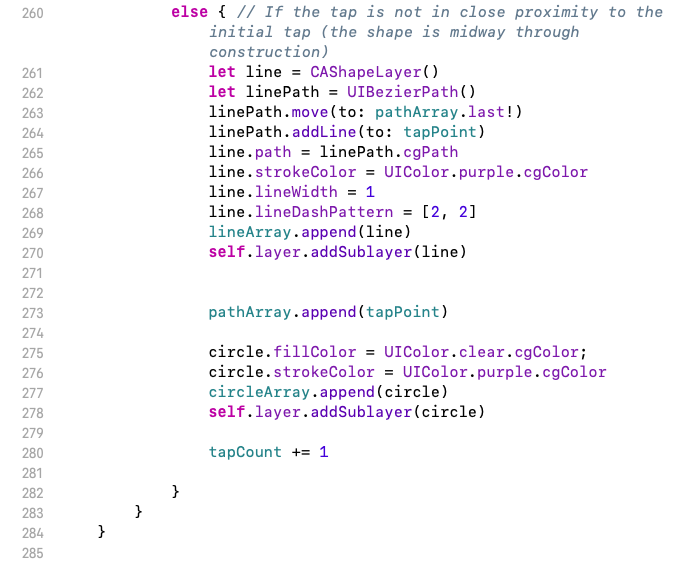 260 else { // If the tap is not in close proximity to the
initial tap (the shape is midway through
construction)
261 let line = CAShapeLayer()
262 let linePath = UIBezierPath()
263 linePath.move(to: pathArray.last!)
264 linePath.addLine(to: tapPoint)
265 line.path = linePath.cgPath
266 line.strokeColor = UIColor.purple.cgColor
267 line.lineWidth = 1
268 line.lineDashPattern = [2, 2]
269 lineArray.append(line)
270 self.layer.addSublayer(line)
271
272
273 pathArray.append(tapPoint)
274
275 circle.fillColor = UIColor.clear.cgColor;
276 circle.strokeColor = UIColor.purple.cgColor
277 circleArray.append(circle)
278 self.layer.addSublayer(circle)
279
280 tapCount += 1
281
282 }
283 }
284 }
285